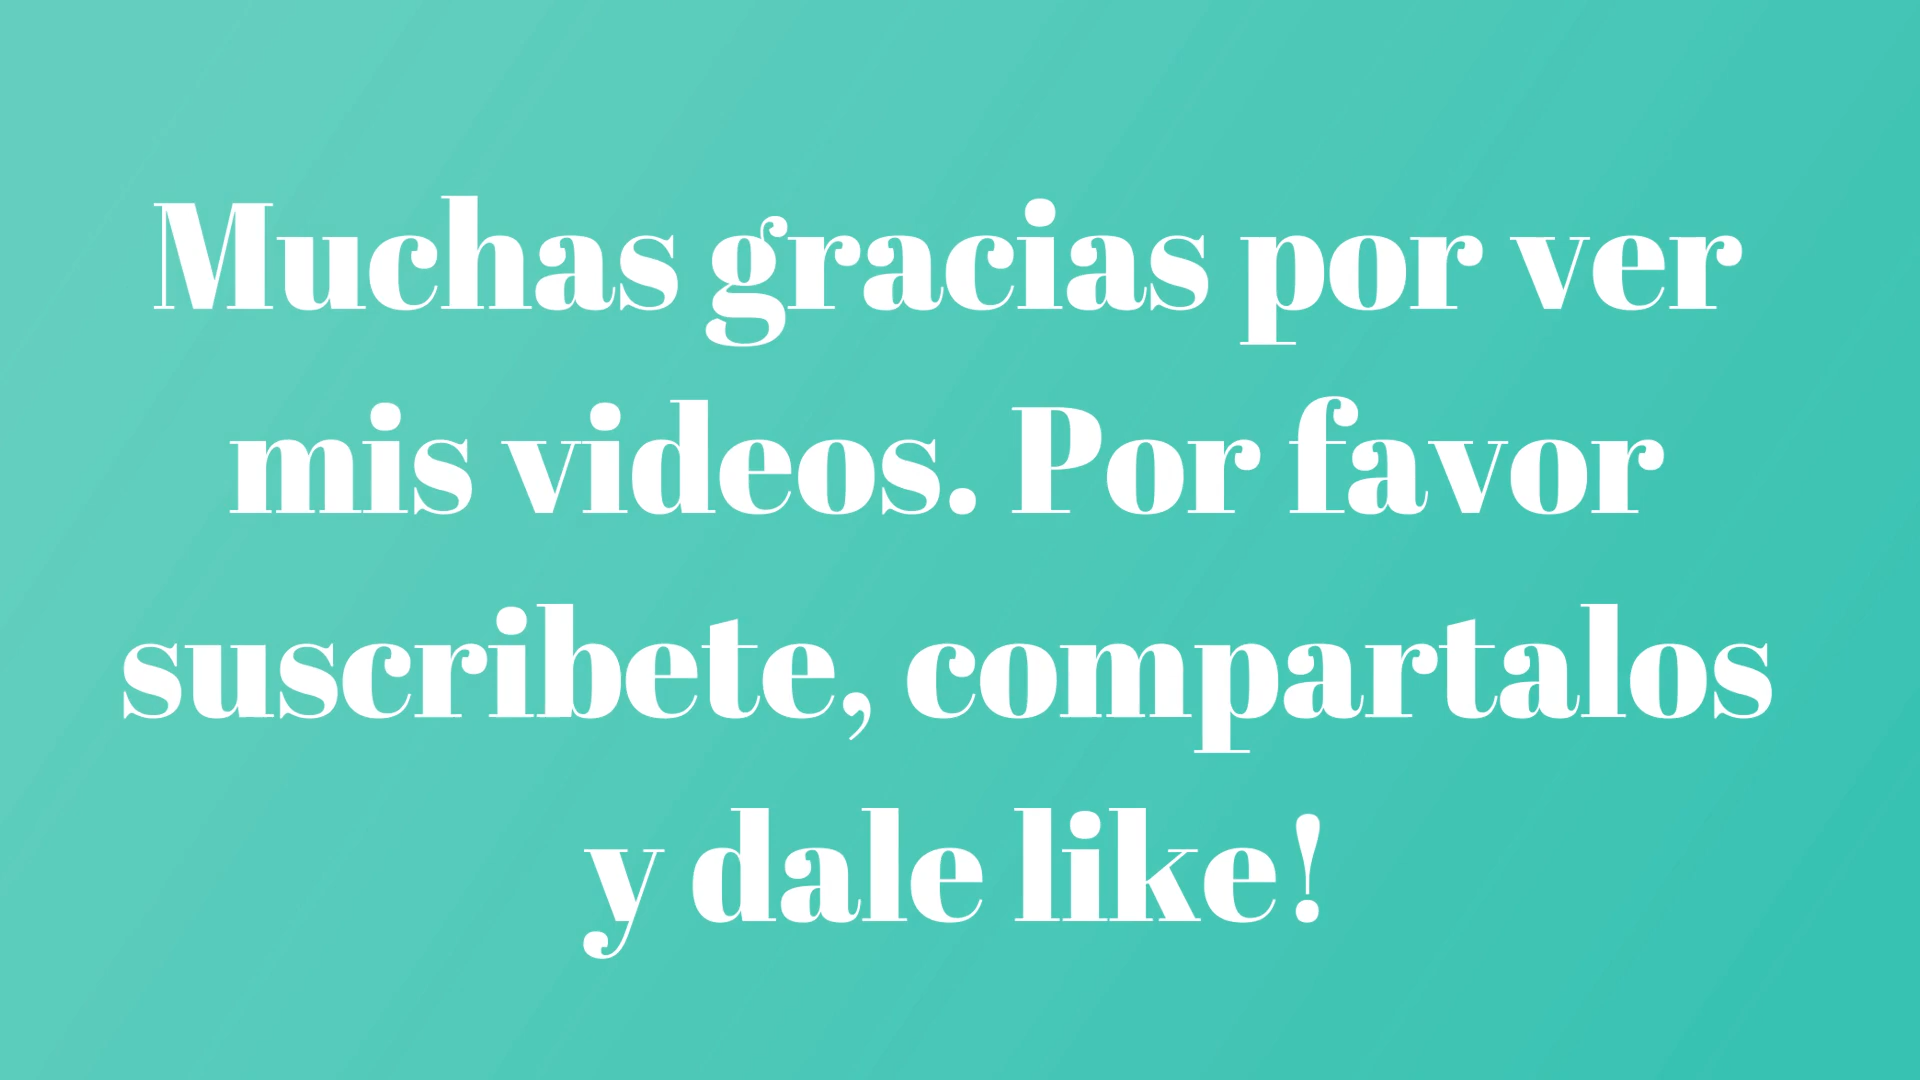 Muchas gracias por ver
mis videos. Por favor
suscribete, compartalos
y dale like!